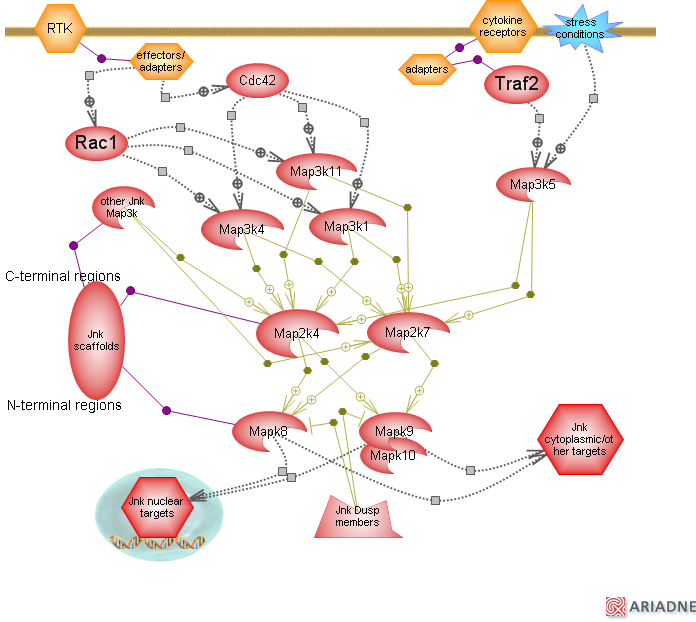 RTK
cytokine
receptors
stress
conditions
effectors/
adapters
adapters
Cdc42
Traf2
Rac1
Map3k11
Map3k5
other Jnk
Map3k
Map3k4
Map3k1
C-terminal regions
Jnk
scaffolds
Map2k4
Map2k7
N-terminal regions
Mapk8
Mapk9
Mapk10
Jnk
cytoplasmic/ot
her targets
Jnk nuclear
targets
Jnk Dusp
members
ARIADNE